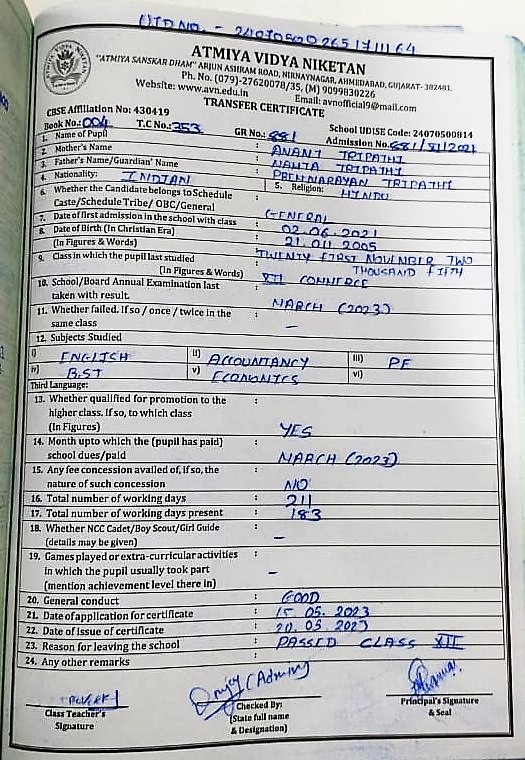 UID NO. - 240705002651711164
ATMIYA VIDYA NIKETAN
"ATMIYA SANSKAR DHAM" ARJUN ASHRAM ROAD, NIRNAYNAGAR, AHMEDABAD, GUJARAT- 382481.
Ph. No. (079)-27620078/35, (M) 9099830226
Website: www.avn.edu.in Email: avnofficial9@mail.com
TRANSFER CERTIFICATE
CBSE Affiliation No: 430419 School UDISE Code: 24070500814
Book No.: 004 T.C No.: 353 GR No.: 881 Admission No.: 881/XI/2021
1. Name of Pupil : ANANT TRIPATHI
2. Mother's Name : NAMTA TRIPATHI
3. Father's Name/Guardian' Name : PREMNARAYAN TRIPATHI
4. Nationality: INDIAN 5. Religion: HINDU
6. Whether the Candidate belongs to Schedule
Caste/Schedule Tribe/ OBC/General : GENERAL
7. Date of first admission in the school with class : 02.06.2021
8. Date of Birth (In Christian Era) : 21.011 2005
(In Figures & Words) TWENTY FIRST NOVEMBER TWO
THOUSAND FIFTH
9. Class in which the pupil last studied
(In Figures & Words) XII COMMERCE
10. School/Board Annual Examination last
taken with result. : MARCH (2023)
11. Whether failed. If so / once / twice in the
same class : –
12. Subjects Studied
i) ENGLISH ii) ACCOUNTANCY iii) PE
iv) B.ST v) ECONOMICS vi)
Third Language:
13. Whether qualified for promotion to the
higher class. If so, to which class
(In Figures) : YES
14. Month upto which the (pupil has paid)
school dues/paid : MARCH (2023)
15. Any fee concession availed of, if so, the
nature of such concession : NO
16. Total number of working days : 211
17. Total number of working days present : 183
18. Whether NCC Cadet/Boy Scout/Girl Guide
(details may be given) : –
19. Games played or extra-curricular activities
in which the pupil usually took part
(mention achievement level there in) : –
20. General conduct : GOOD
21. Date of application for certificate : 15.05.2023
22. Date of issue of certificate : 20.05.2023
23. Reason for leaving the school : PASSED CLASS XII
24. Any other remarks :
(Admin)
Class Teacher's
Signature
Checked By:
(State full name
& Designation)
Principal's Signature
& Seal